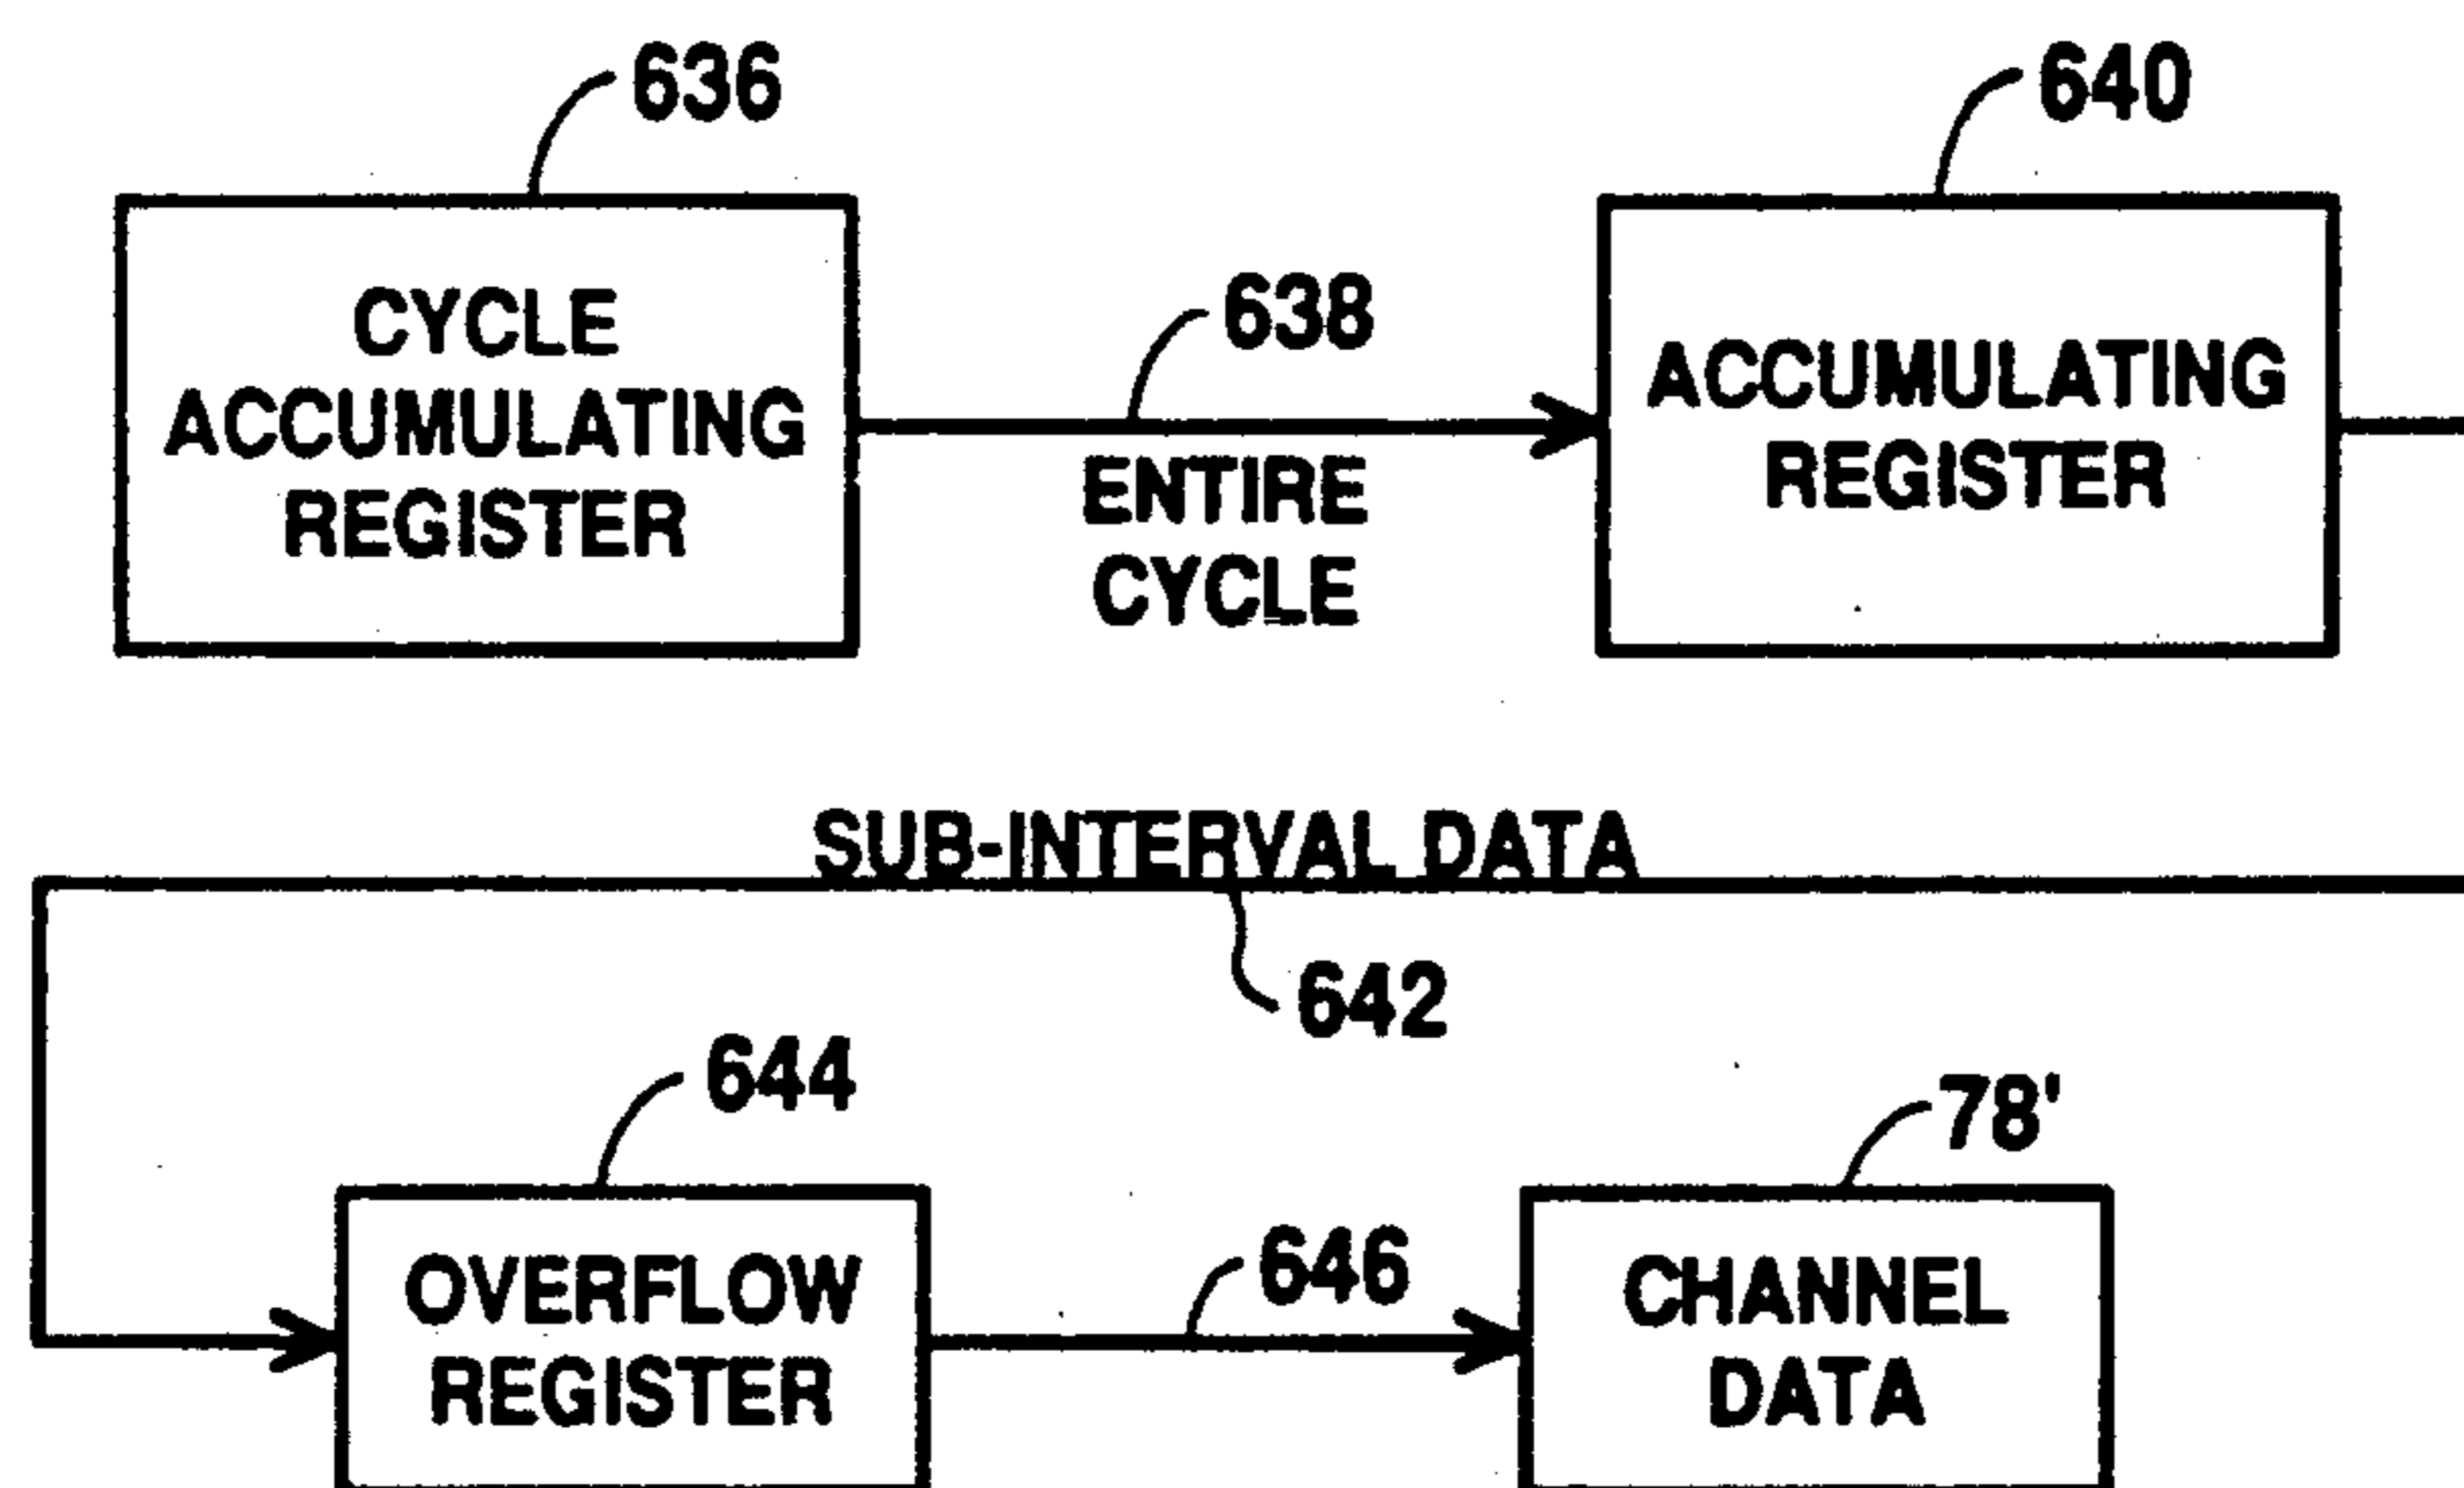 636
640
CYCLE
ACCUMULATING
REGISTER
638
ENTIRE
CYCLE
ACCUMULATING
REGISTER
SUB-INTERVAL DATA
642
644
78'
OVERFLOW
REGISTER
646
CHANNEL
DATA